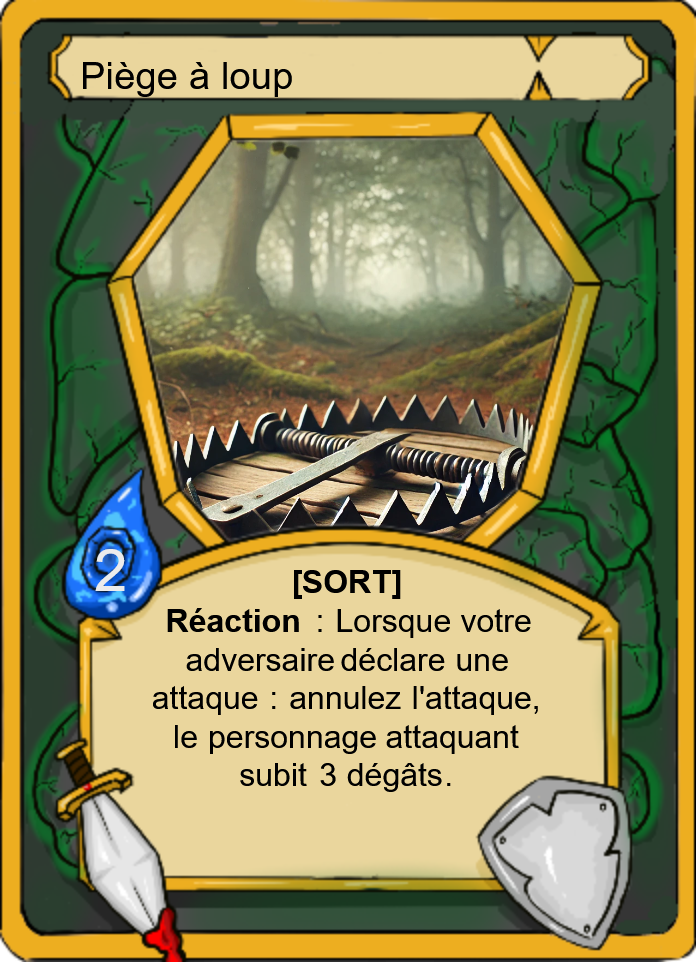 Piège à loup
2
[SORT]
Réaction : Lorsque votre
adversaire déclare une
attaque : annulez l'attaque,
le personnage attaquant
subit 3 dégâts.